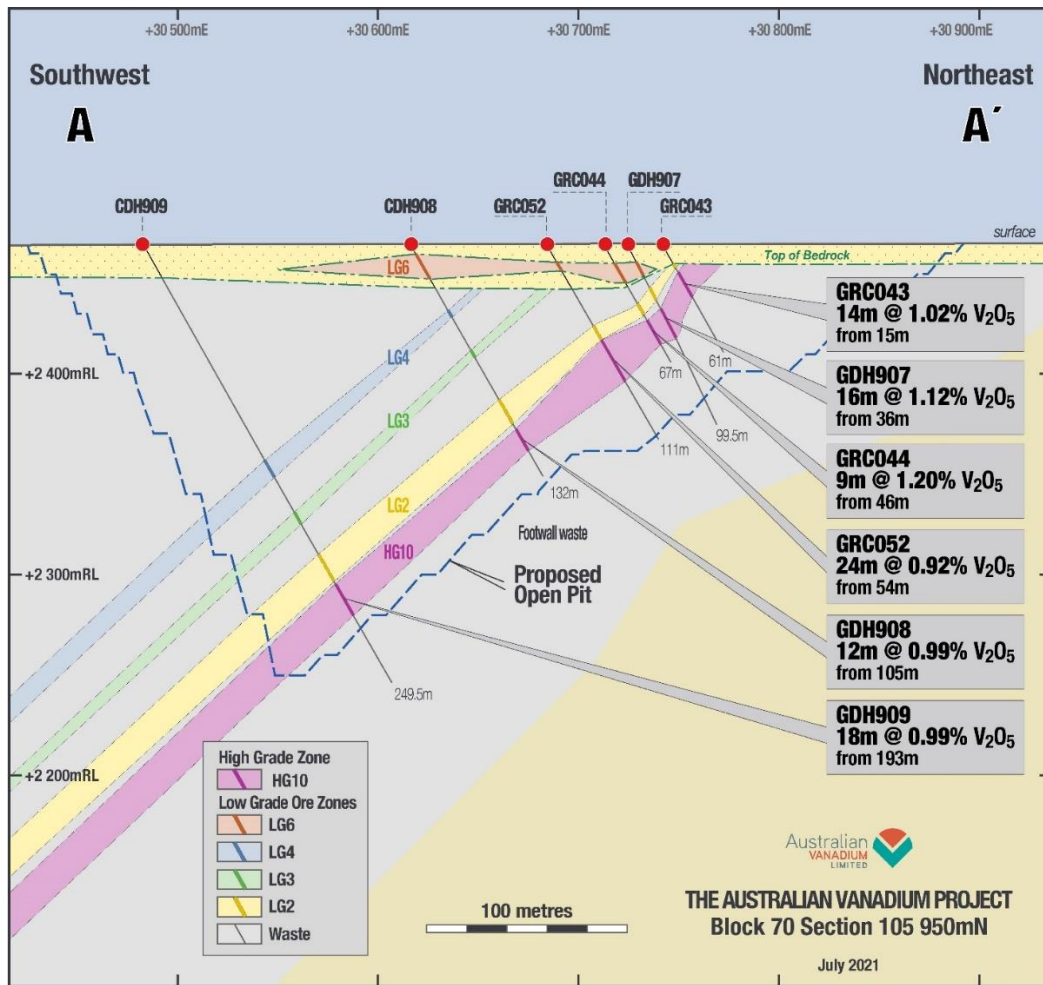 +30 500mE
+30 600mE
+30 700mE
+30 800mE
+30 900mE
Southwest
Northeast
A
A´
GRC044
GDH907
CDH909
CDH908
GRC052
GRC043
surface
Top of Bedrock
LG6
LG4
LG3
LG2
HG10
+2 400mRL
+2 300mRL
+2 200mRL
61m
67m
99.5m
111m
132m
249.5m
Footwall waste
Proposed
Open Pit
GRC043
14m @ 1.02% V₂O₅
from 15m
GDH907
16m @ 1.12% V₂O₅
from 36m
GRC044
9m @ 1.20% V₂O₅
from 46m
GRC052
24m @ 0.92% V₂O₅
from 54m
GDH908
12m @ 0.99% V₂O₅
from 105m
GDH909
18m @ 0.99% V₂O₅
from 193m
High Grade Zone
HG10
Low Grade Ore Zones
LG6
LG4
LG3
LG2
Waste
100 metres
Australian
VANADIUM
LIMITED
THE AUSTRALIAN VANADIUM PROJECT
Block 70 Section 105 950mN
July 2021